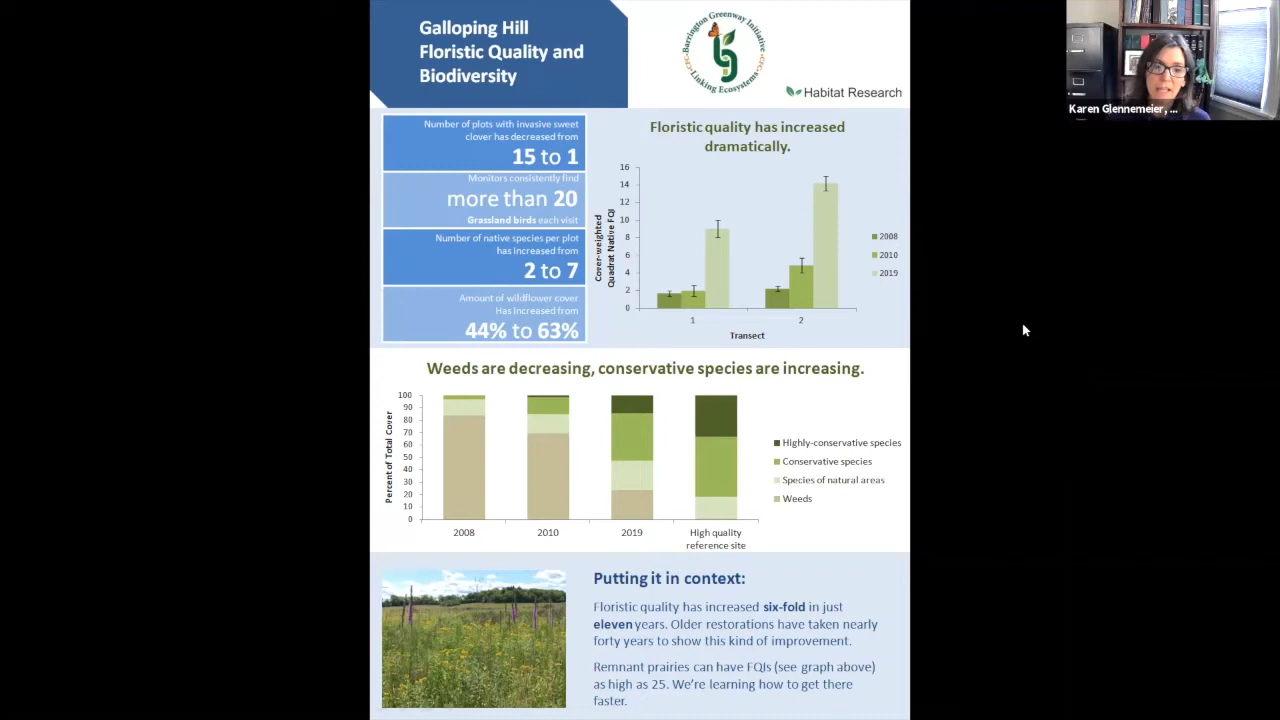 Galloping Hill
Floristic Quality and
Biodiversity
Barrington Greenway Initiative
Linking Ecosystems
CFC
CFC
Habitat Research
Karen Glennemeier, ...
Number of plots with invasive sweet
clover has decreased from
15 to 1
Monitors consistently find
more than 20
Grassland birds each visit
Number of native species per plot
has increased from
2 to 7
Amount of wildflower cover
Has increased from
44% to 63%
Floristic quality has increased
dramatically.
Cover-weighted
Quadrat Native FQI
16
14
12
10
8
6
4
2
0
1
2
Transect
2008
2010
2019
Weeds are decreasing, conservative species are increasing.
Percent of Total Cover
100
90
80
70
60
50
40
30
20
10
0
2008
2010
2019
High quality
reference site
Highly-conservative species
Conservative species
Species of natural areas
Weeds
Putting it in context:
Floristic quality has increased six-fold in just
eleven years. Older restorations have taken nearly
forty years to show this kind of improvement.
Remnant prairies can have FQIs (see graph above)
as high as 25. We're learning how to get there
faster.